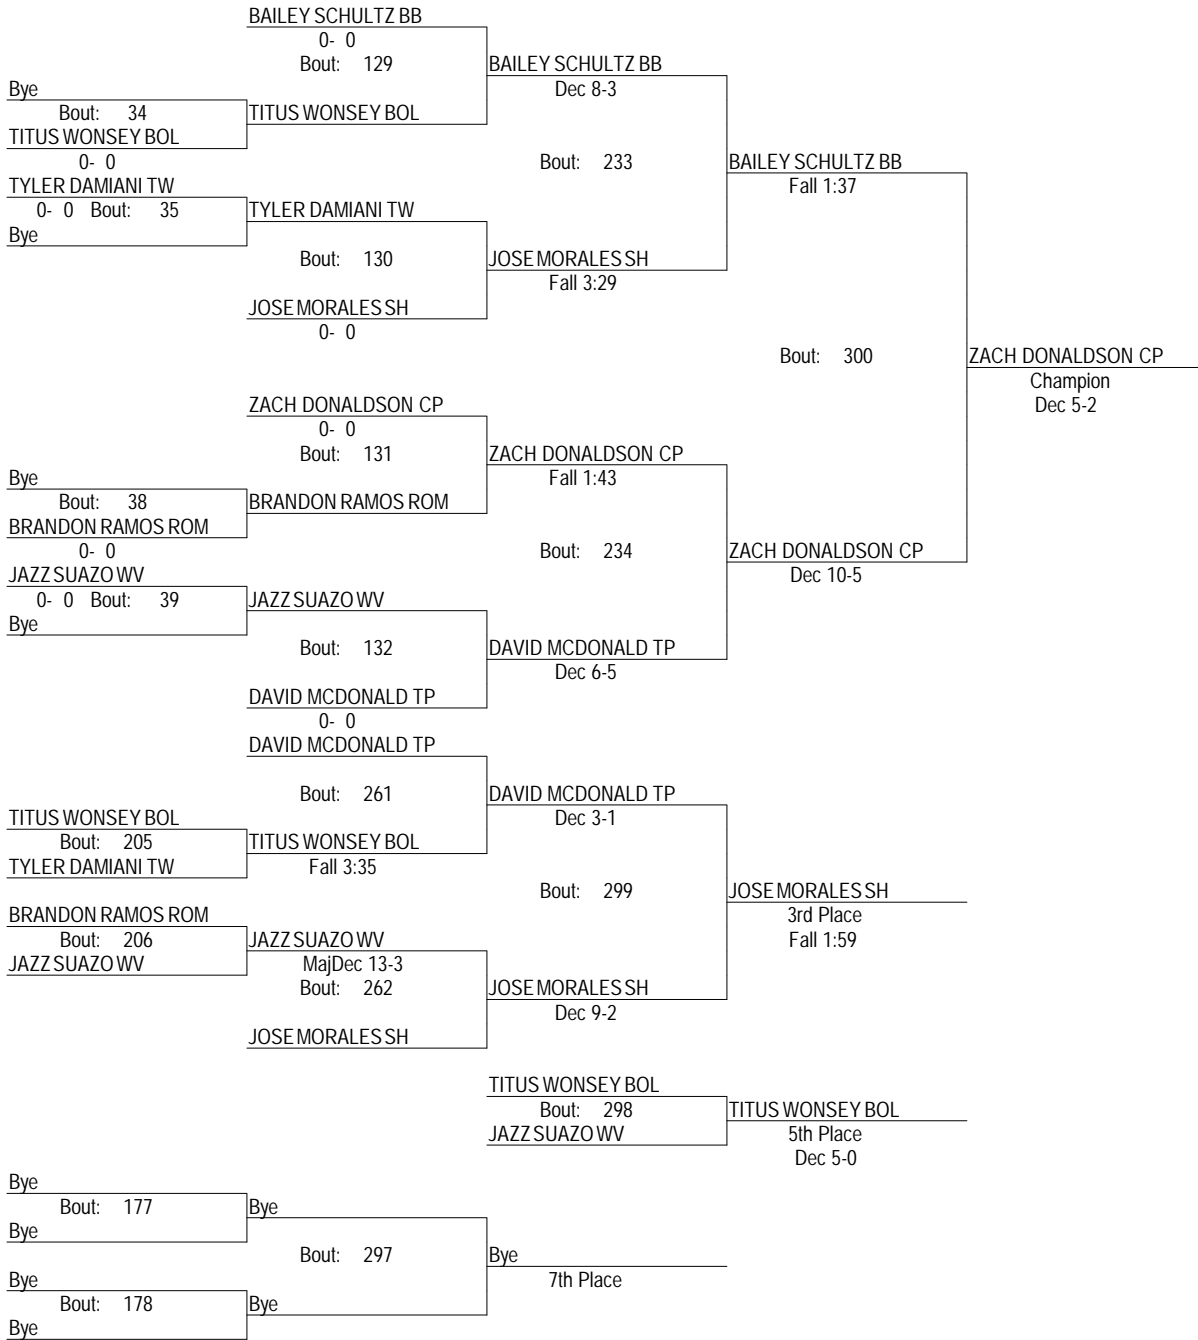 BAILEY SCHULTZ BB
0- 0
Bout: 129
BAILEY SCHULTZ BB
Dec 8-3
Bye
Bout: 34
TITUS WONSEY BOL
TITUS WONSEY BOL
0- 0
Bout: 233
BAILEY SCHULTZ BB
Fall 1:37
TYLER DAMIANI TW
0- 0 Bout: 35
TYLER DAMIANI TW
Bye
Bout: 130
JOSE MORALES SH
Fall 3:29
JOSE MORALES SH
0- 0
Bout: 300
ZACH DONALDSON CP
Champion
Dec 5-2
ZACH DONALDSON CP
0- 0
Bout: 131
ZACH DONALDSON CP
Fall 1:43
Bye
Bout: 38
BRANDON RAMOS ROM
BRANDON RAMOS ROM
0- 0
Bout: 234
ZACH DONALDSON CP
Dec 10-5
JAZZ SUAZO WV
0- 0 Bout: 39
JAZZ SUAZO WV
Bye
Bout: 132
DAVID MCDONALD TP
Dec 6-5
DAVID MCDONALD TP
0- 0
DAVID MCDONALD TP
Bout: 261
DAVID MCDONALD TP
Dec 3-1
TITUS WONSEY BOL
Bout: 205
TITUS WONSEY BOL
TYLER DAMIANI TW
Fall 3:35
Bout: 299
JOSE MORALES SH
3rd Place
Fall 1:59
BRANDON RAMOS ROM
Bout: 206
JAZZ SUAZO WV
JAZZ SUAZO WV
MajDec 13-3
Bout: 262
JOSE MORALES SH
Dec 9-2
JOSE MORALES SH
TITUS WONSEY BOL
Bout: 298
TITUS WONSEY BOL
JAZZ SUAZO WV
5th Place
Dec 5-0
Bye
Bout: 177
Bye
Bye
Bout: 297
Bye
7th Place
Bye
Bout: 178
Bye
Bye